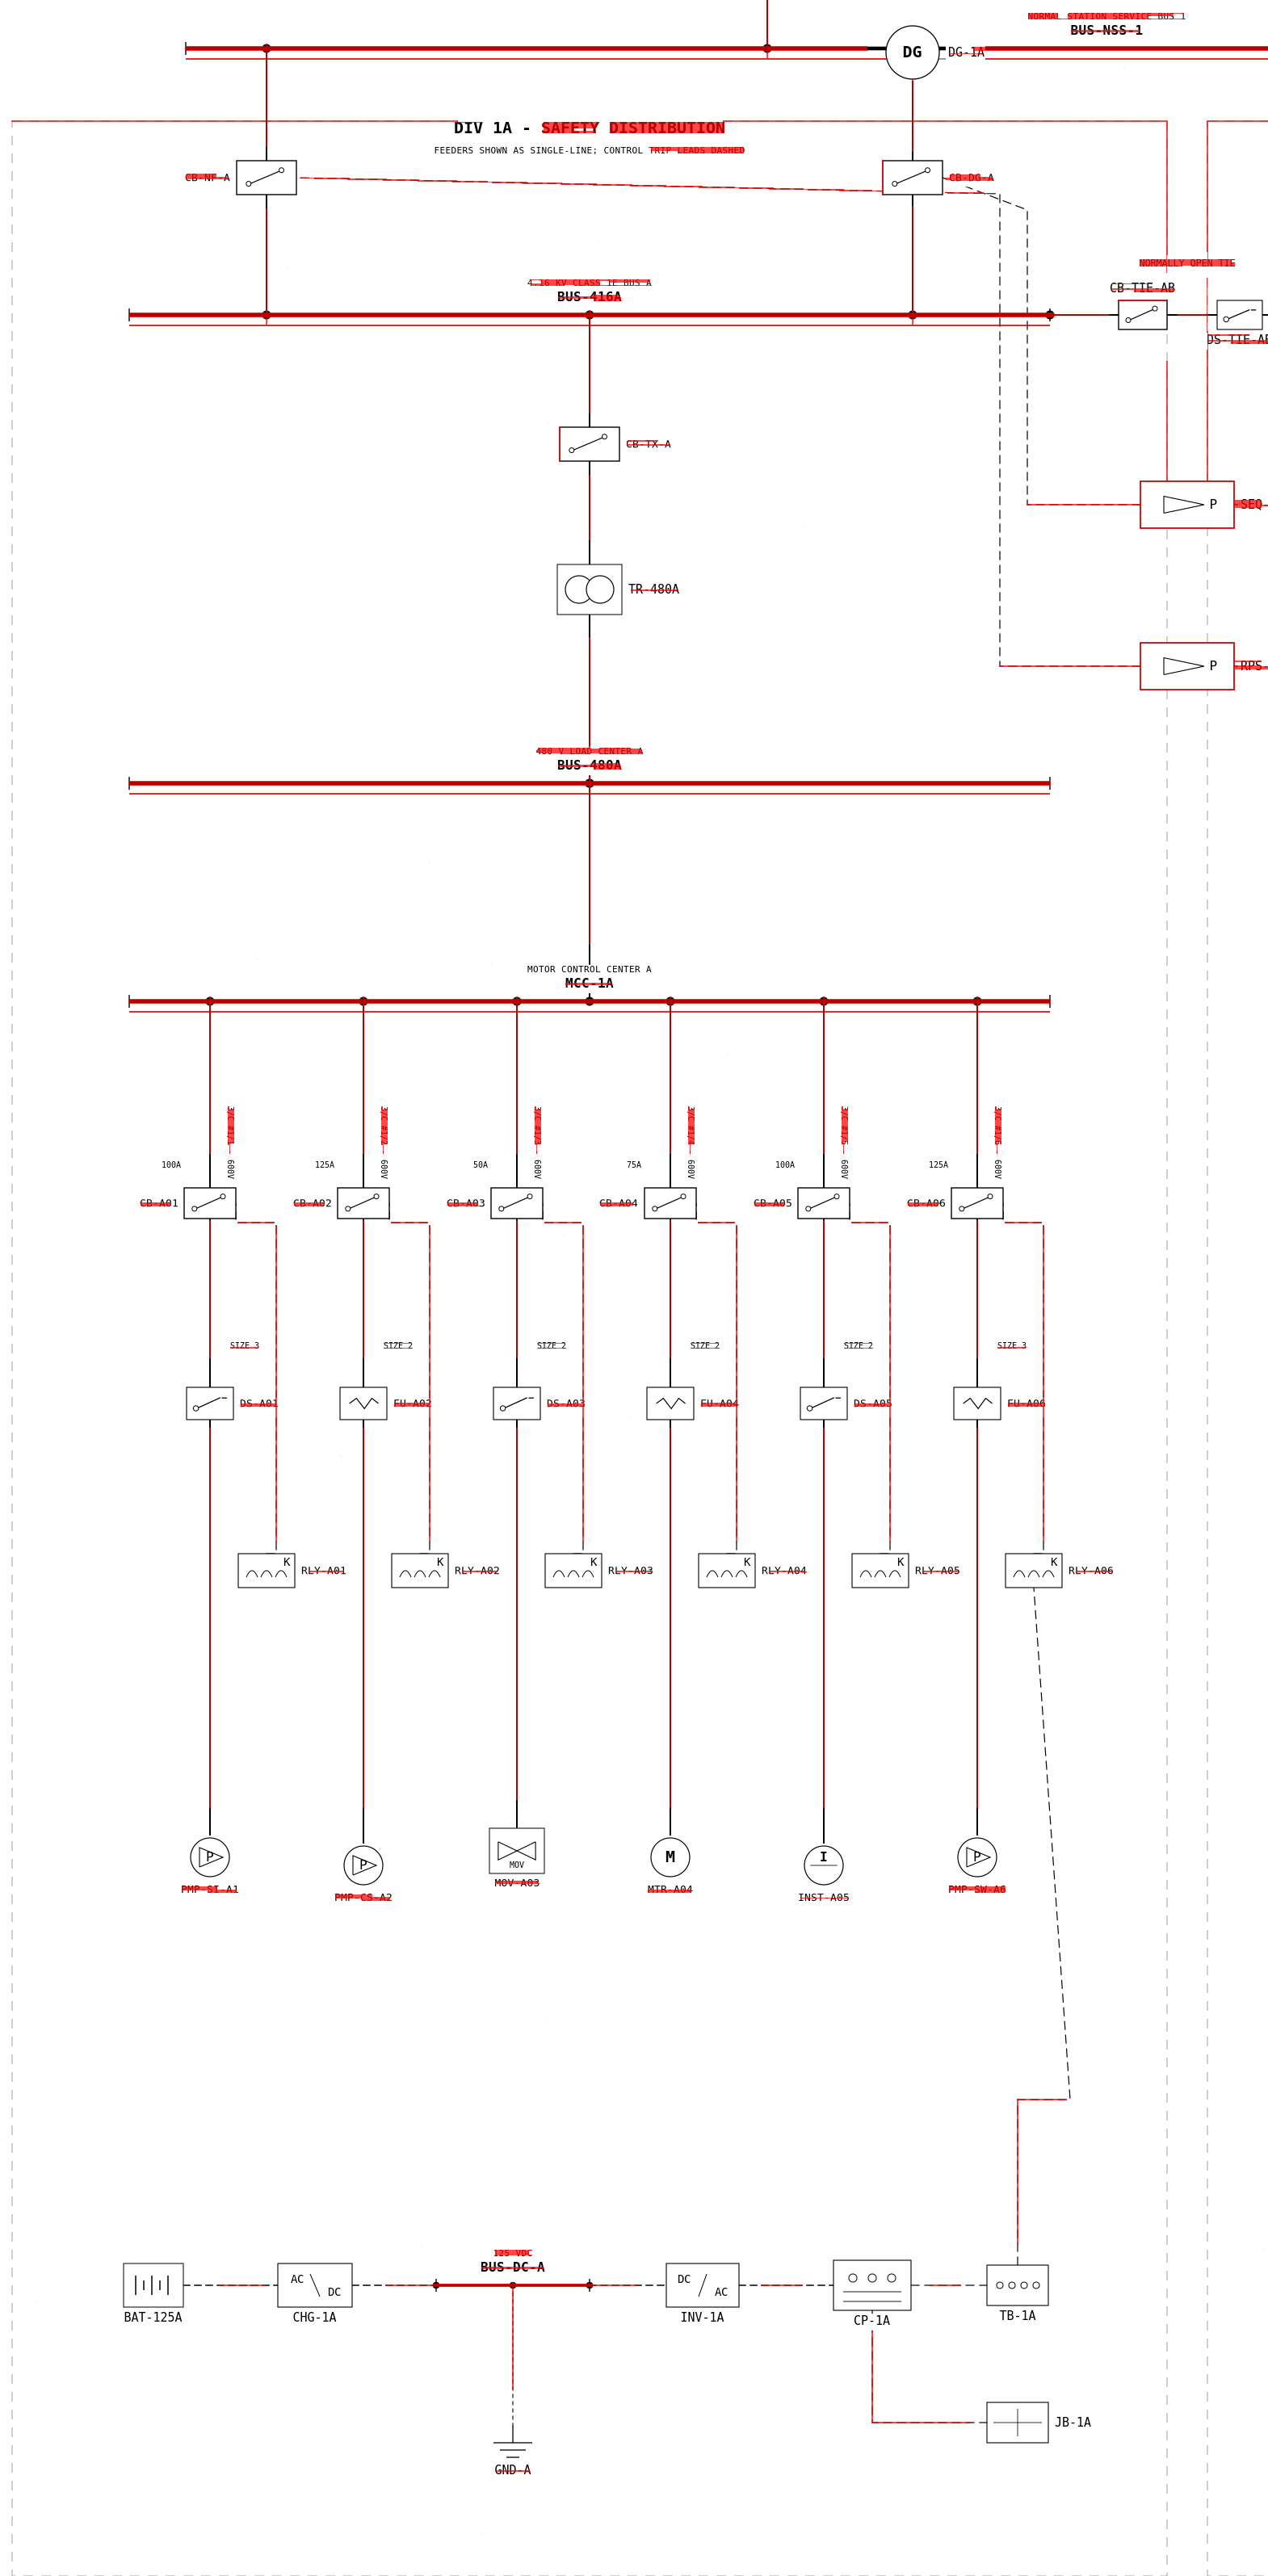 NORMAL STATION SERVICE BUS 1
BUS-NSS-1
DG
DG-1A
DIV 1A - SAFETY DISTRIBUTION
FEEDERS SHOWN AS SINGLE-LINE; CONTROL TRIP LEADS DASHED
CB-NF-A
CB-DG-A
NORMALLY OPEN TIE
4.16 KV CLASS 1E BUS A
BUS-416A
CB-TIE-AB
DS-TIE-AB
CB-TX-A
P
SEQ-
TR-480A
P
RPS-
480 V LOAD CENTER A
BUS-480A
MOTOR CONTROL CENTER A
MCC-1A
600V
600V
600V
600V
600V
600V
100A
125A
50A
75A
100A
125A
CB-A01
CB-A02
CB-A03
CB-A04
CB-A05
CB-A06
SIZE 3
SIZE 2
SIZE 2
SIZE 2
SIZE 2
SIZE 3
DS-A01
FU-A02
DS-A03
FU-A04
DS-A05
FU-A06
K
K
K
K
K
K
RLY-A01
RLY-A02
RLY-A03
RLY-A04
RLY-A05
RLY-A06
P
P
MOV
M
I
P
PMP-SI-A1
PMP-CS-A2
MOV-A03
MTR-A04
INST-A05
PMP-SW-A6
125 VDC
BUS-DC-A
AC
DC
DC
AC
BAT-125A
CHG-1A
INV-1A
CP-1A
TB-1A
JB-1A
GND-A